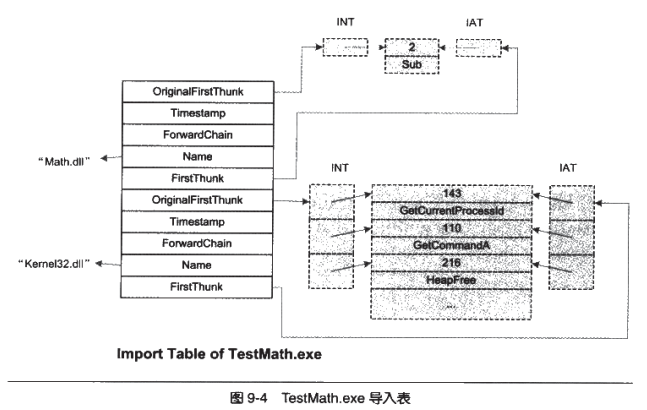 INT
IAT
2
Sub
OriginalFirstThunk
Timestamp
ForwardChain
Name
FirstThunk
"Math.dll"
OriginalFirstThunk
Timestamp
ForwardChain
Name
FirstThunk
"Kernel32.dll"
INT
IAT
143
GetCurrentProcessId
110
GetCommandA
216
HeapFree
...
Import Table of TestMath.exe
图 9-4 TestMath.exe 导入表